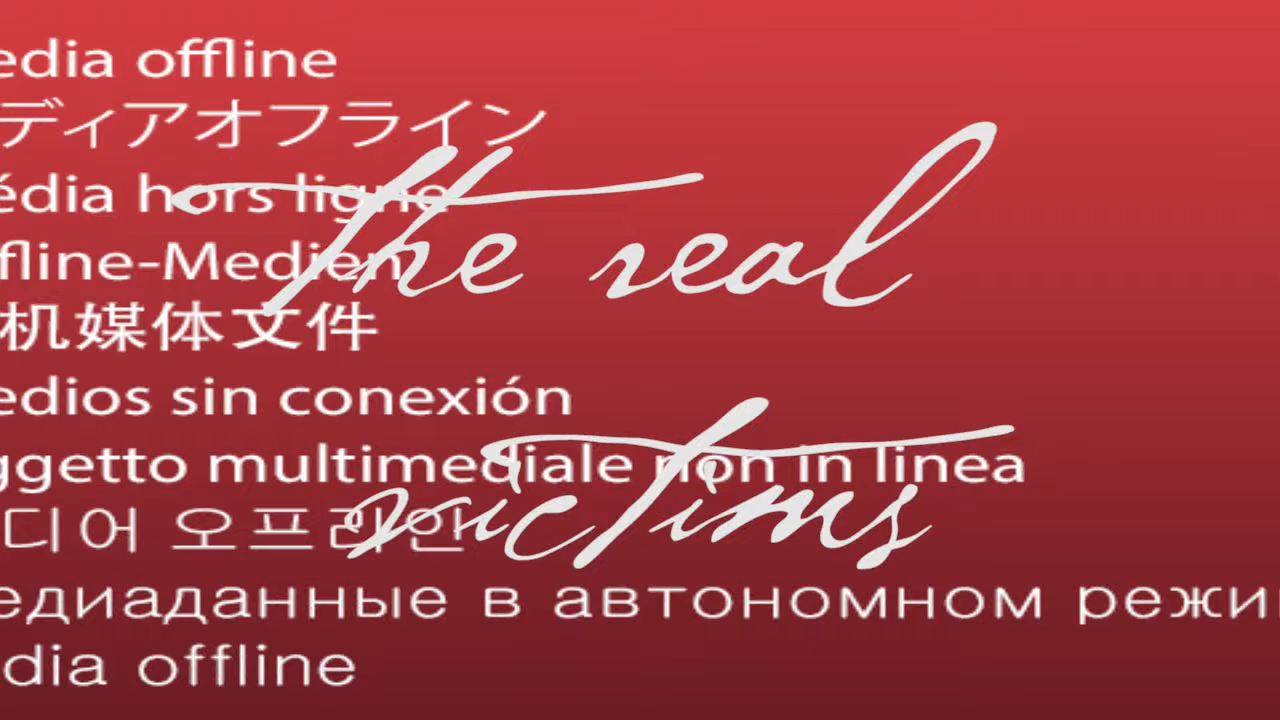 edia offline
ディアオフライン
édia hors ligne
ffline-Medien
机媒体文件
edios sin conexión
ggetto multimediale non in linea
디어 오프라인
едиаданные в автономном режи
dia offline
the real
victims